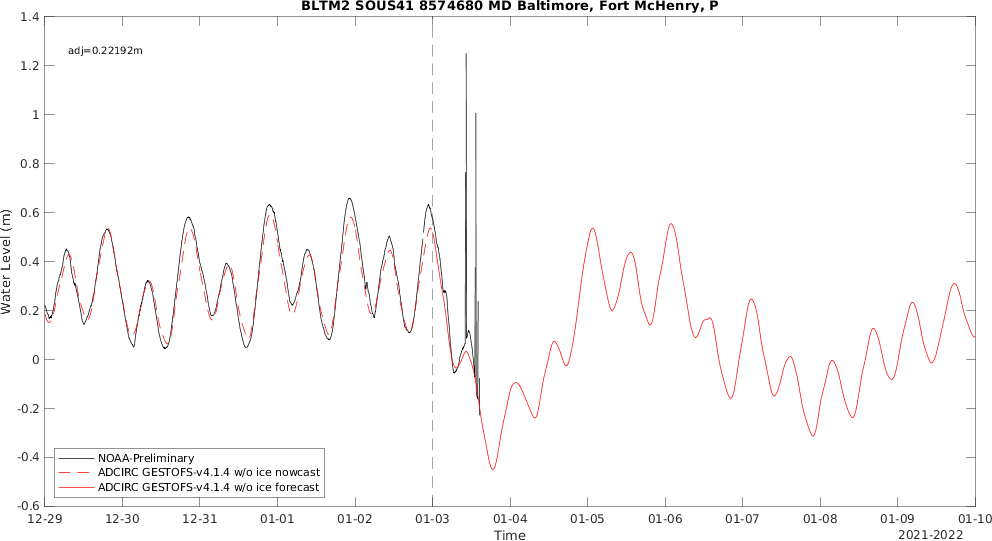 BLTM2 SOUS41 8574680 MD Baltimore, Fort McHenry, P
adj=0.22192m
Water Level (m)
1.4
1.2
1
0.8
0.6
0.4
0.2
0
-0.2
-0.4
-0.6
NOAA-Preliminary
ADCIRC GESTOFS-v4.1.4 w/o ice nowcast
ADCIRC GESTOFS-v4.1.4 w/o ice forecast
12-29 12-30 12-31 01-01 01-02 01-03 01-04 01-05 01-06 01-07 01-08 01-09 01-10
Time
2021-2022